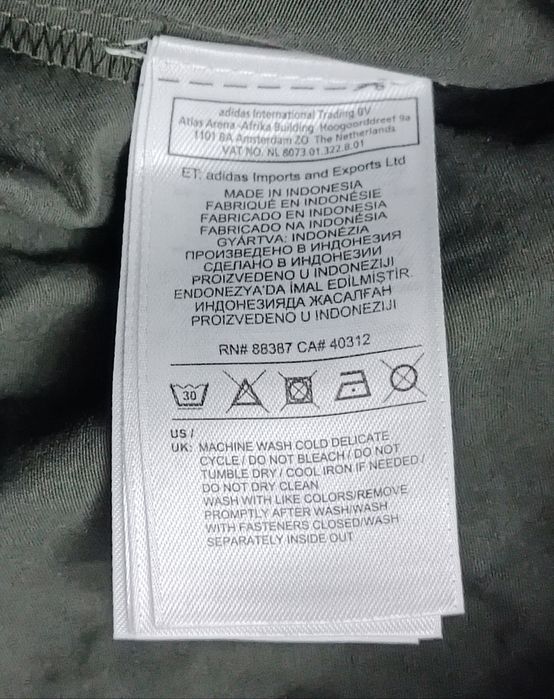 adidas International Trading BV
Atlas Arena -Afrika Building Hoogoorddreef 9a
1101 BA Amsterdam ZO The Netherlands
VAT NO. NL 8073.01.322.B.01
ET: adidas Imports and Exports Ltd
MADE IN INDONESIA
FABRIQUÉ EN INDONÉSIE
FABRICADO EN INDONESIA
FABRICADO NA INDONÉSIA
GYÁRTVA: INDONÉZIA
ПРОИЗВЕДЕНО В ИНДОНЕЗИЯ
СДЕЛАНО В ИНДОНЕЗИИ
PROIZVEDENO U INDONEZIJI
ENDONEZYA'DA İMAL EDİLMİŞTİR.
ИНДОНЕЗИЯДА ЖАСАЛҒАН
PROIZVEDENO U INDONEZIJI
RN# 88387 CA# 40312
30
US /
UK: MACHINE WASH COLD DELICATE
CYCLE / DO NOT BLEACH / DO NOT
TUMBLE DRY / COOL IRON IF NEEDED /
DO NOT DRY CLEAN
WASH WITH LIKE COLORS/REMOVE
PROMPTLY AFTER WASH/WASH
WITH FASTENERS CLOSED/WASH
SEPARATELY INSIDE OUT